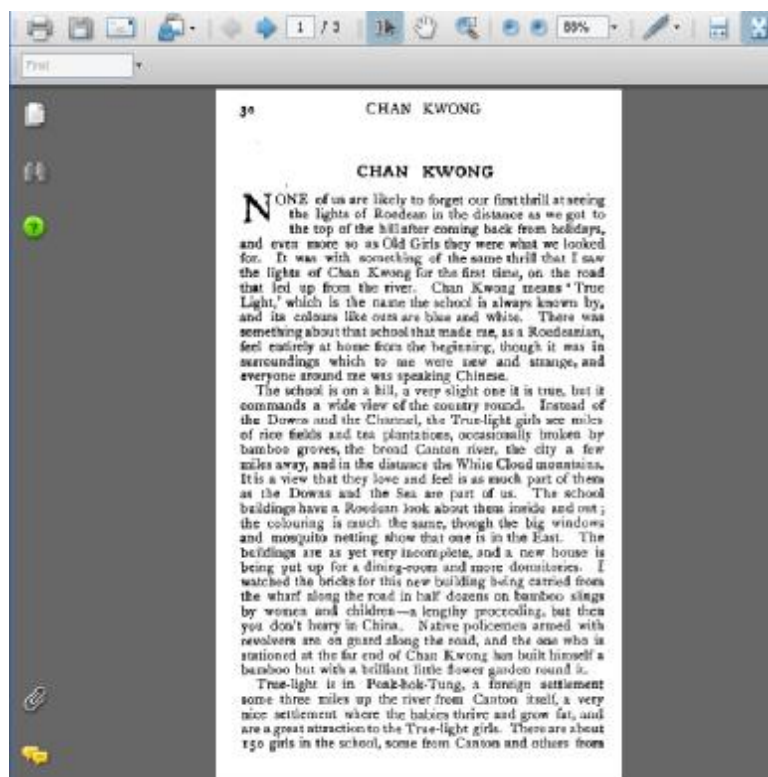 1 / 3
88%
Find
30 CHAN KWONG
CHAN KWONG
NONE of us are likely to forget our first thrill at seeing
the lights of Roedean in the distance as we got to
the top of the hill after coming back from holidays,
and even more so as Old Girls they were what we looked
for. It was with something of the same thrill that I saw
the lights of Chan Kwong for the first time, on the road
that led up from the river. Chan Kwong means ‘True
Light,’ which is the name the school is always known by,
and its colours like ours are blue and white. There was
something about that school that made me, as a Roedeanian,
feel entirely at home from the beginning, though it was in
surroundings which to me were new and strange, and
everyone around me was speaking Chinese.
The school is on a hill, a very slight one it is true, but it
commands a wide view of the country round. Instead of
the Downs and the Channel, the True-light girls see miles
of rice fields and tea plantations, occasionally broken by
bamboo groves, the broad Canton river, the city a few
miles away, and in the distance the White Cloud mountains.
It is a view that they love and feel is as much part of them
as the Downs and the Sea are part of us. The school
buildings have a Roedean look about them inside and out ;
the colouring is much the same, though the big windows
and mosquito netting show that one is in the East. The
buildings are as yet very incomplete, and a new house is
being put up for a dining-room and more dormitories. I
watched the bricks for this new building being carried from
the wharf along the road in half dozens on bamboo slings
by women and children—a lengthy proceeding, but then
you don't hurry in China. Native policemen armed with
revolvers are on guard along the road, and the one who is
stationed at the far end of Chan Kwong has built himself a
bamboo hut with a brilliant little flower garden round it.
True-light is in Paak-hok-Tung, a foreign settlement
some three miles up the river from Canton itself, a very
nice settlement where the babies thrive and grow fat, and
are a great attraction to the True-light girls. There are about
150 girls in the school, some from Canton and others from